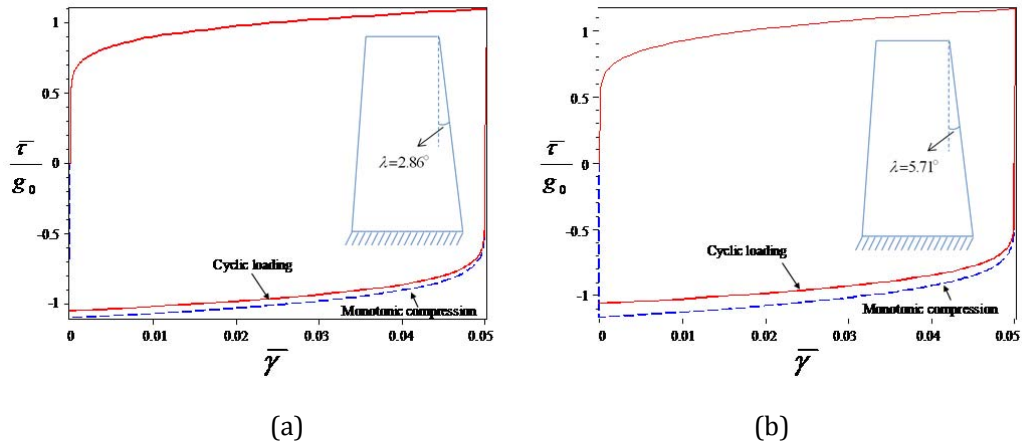 1
0.5
0
-0.5
-1
τ̄
g₀
λ=2.86°
Cyclic loading
Monotonic compression
0 0.01 0.02 0.03 0.04 0.05
γ̄
(a)
1
0.5
0
-0.5
-1
τ̄
g₀
λ=5.71°
Cyclic loading
Monotonic compression
0 0.01 0.02 0.03 0.04 0.05
γ̄
(b)